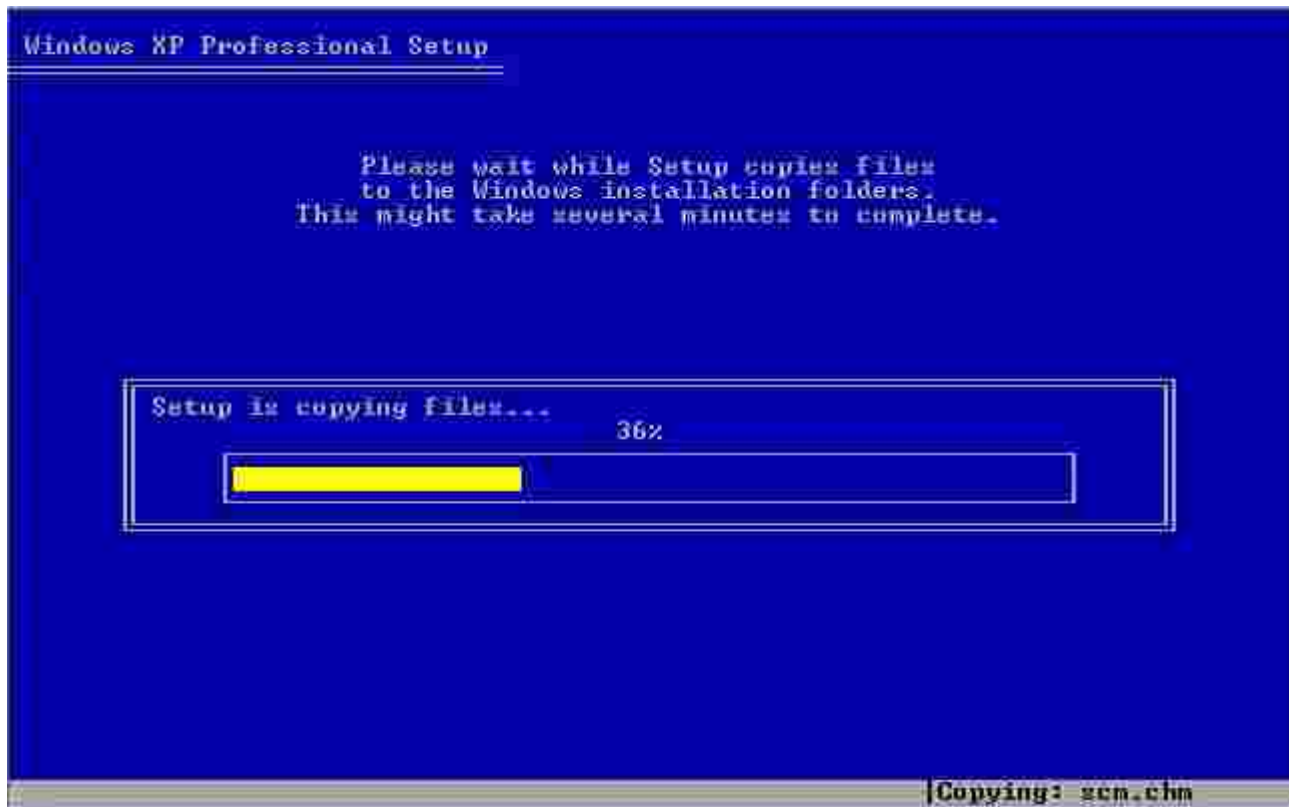 Windows XP Professional Setup
Please wait while Setup copies files
to the Windows installation folders.
This might take several minutes to complete.
Setup is copying files...
36%
Copying: scm.chm